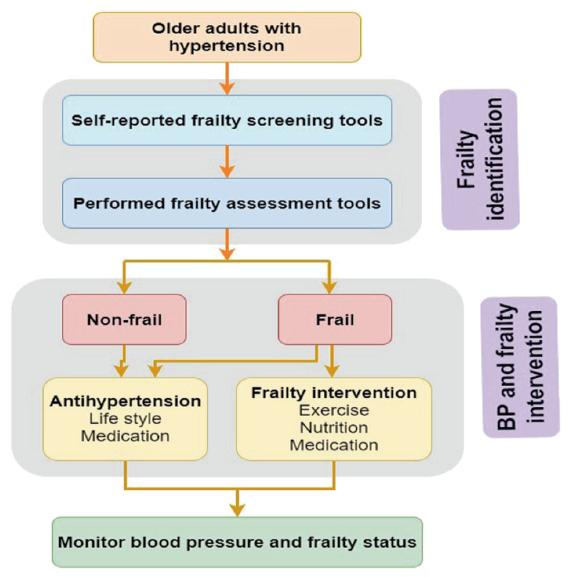 Older adults with
hypertension
Self-reported frailty screening tools
Performed frailty assessment tools
Frailty
identification
Non-frail
Frail
Antihypertension
Life style
Medication
Frailty intervention
Exercise
Nutrition
Medication
BP and frailty
intervention
Monitor blood pressure and frailty status